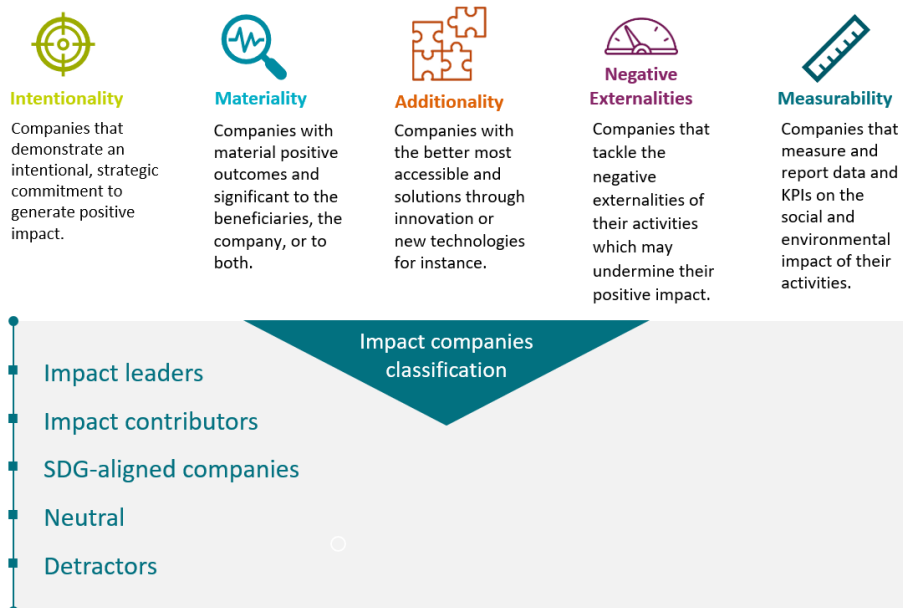 Intentionality
Companies that
demonstrate an
intentional, strategic
commitment to
generate positive
impact.
Materiality
Companies with
material positive
outcomes and
significant to the
beneficiaries, the
company, or to
both.
Additionality
Companies with
the better most
accessible and
solutions through
innovation or
new technologies
for instance.
Negative
Externalities
Companies that
tackle the
negative
externalities of
their activities
which may
undermine their
positive impact.
Measurability
Companies that
measure and
report data and
KPIs on the
social and
environmental
impact of their
activities.
Impact companies
classification
Impact leaders
Impact contributors
SDG-aligned companies
Neutral
Detractors